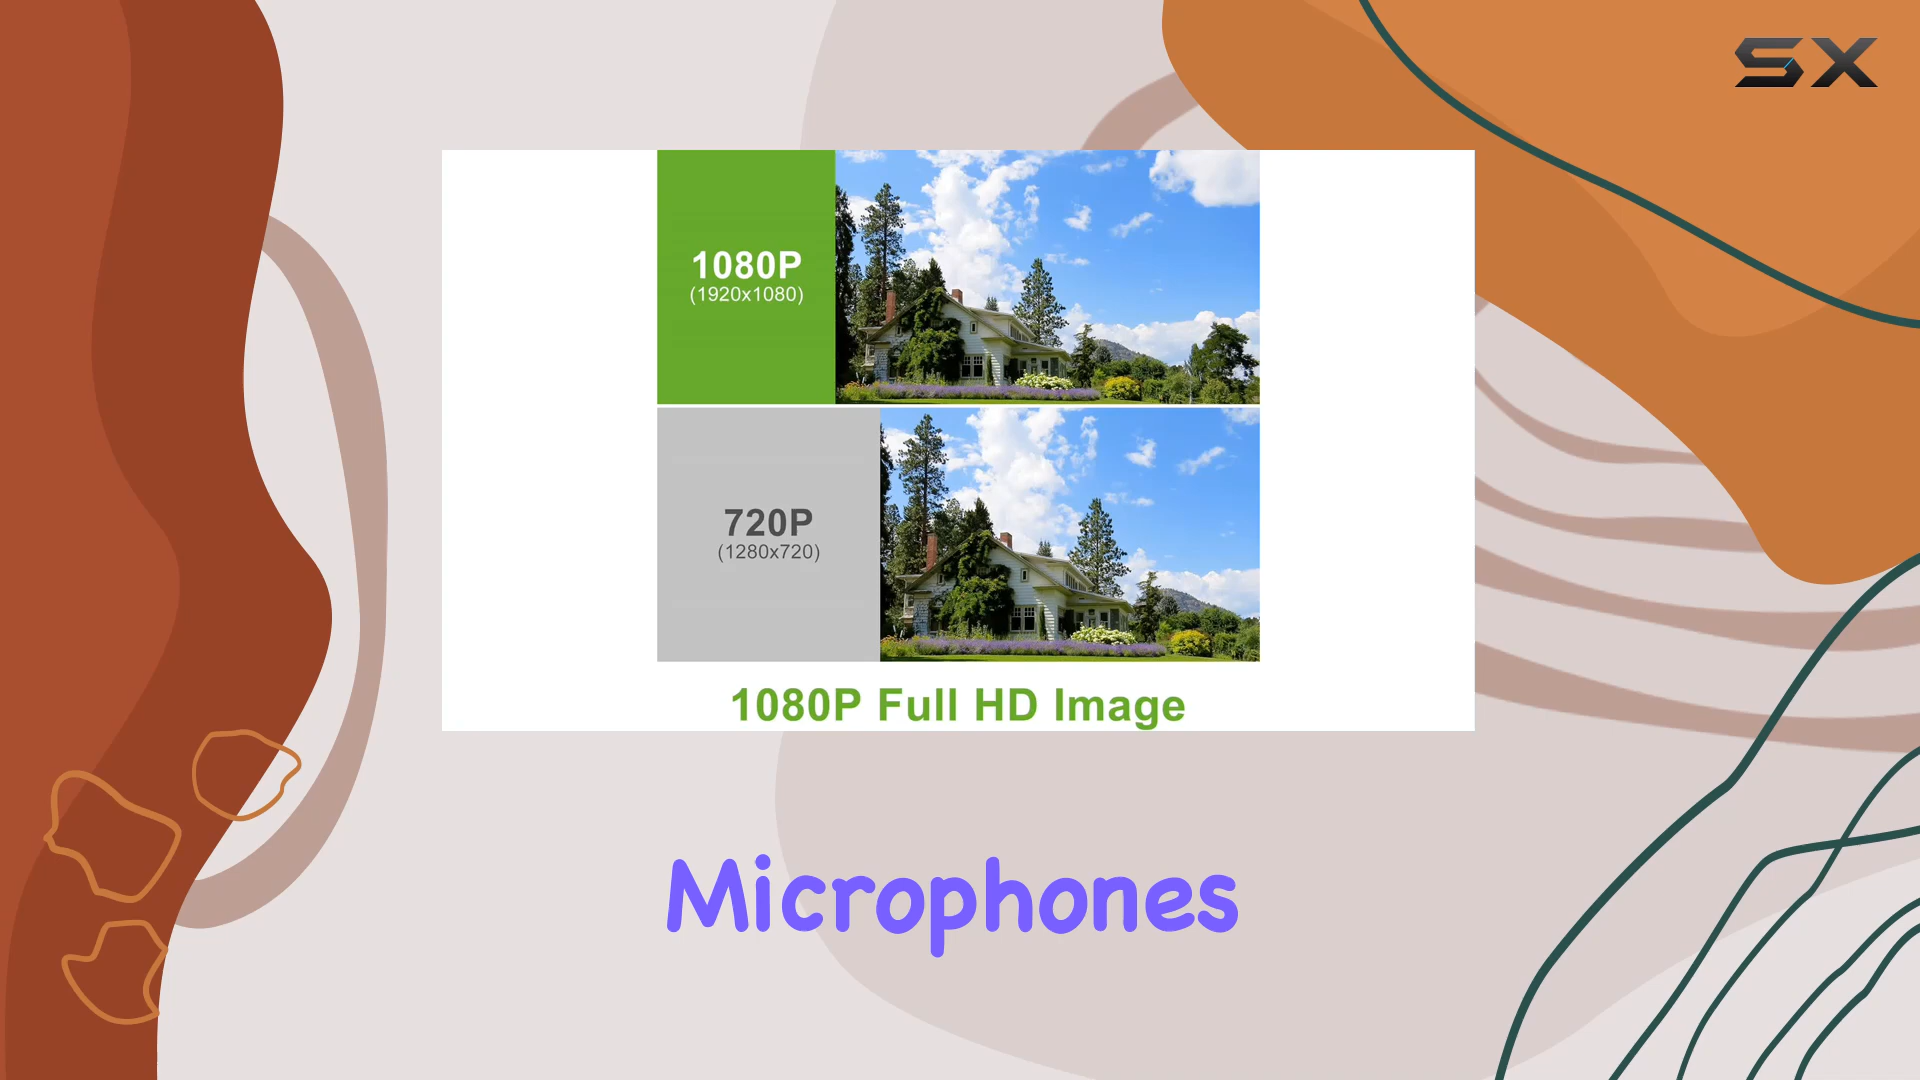 SX
1080P
(1920x1080)
720P
(1280x720)
1080P Full HD Image
Microphones